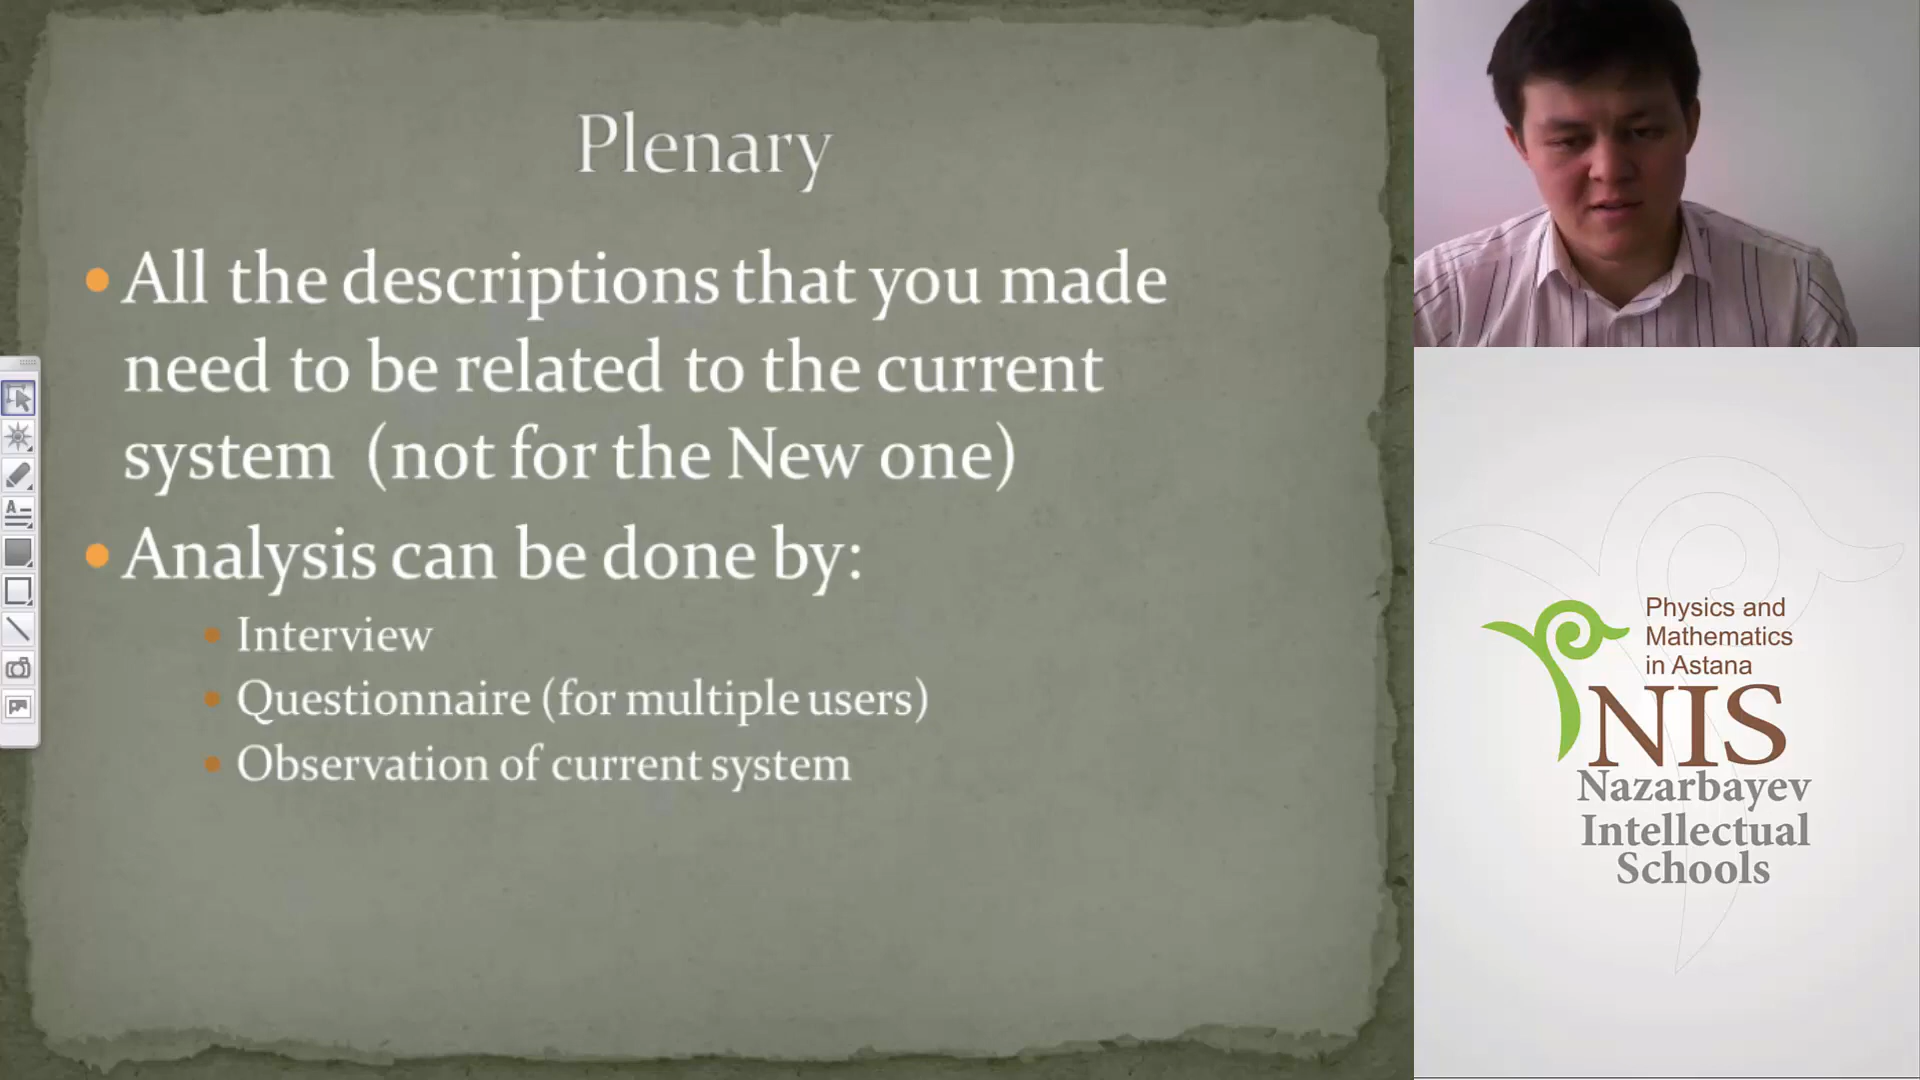 Plenary
• All the descriptions that you made
need to be related to the current
system (not for the New one)
• Analysis can be done by:
• Interview
• Questionnaire (for multiple users)
• Observation of current system
Physics and
Mathematics
in Astana
NIS
Nazarbayev
Intellectual
Schools